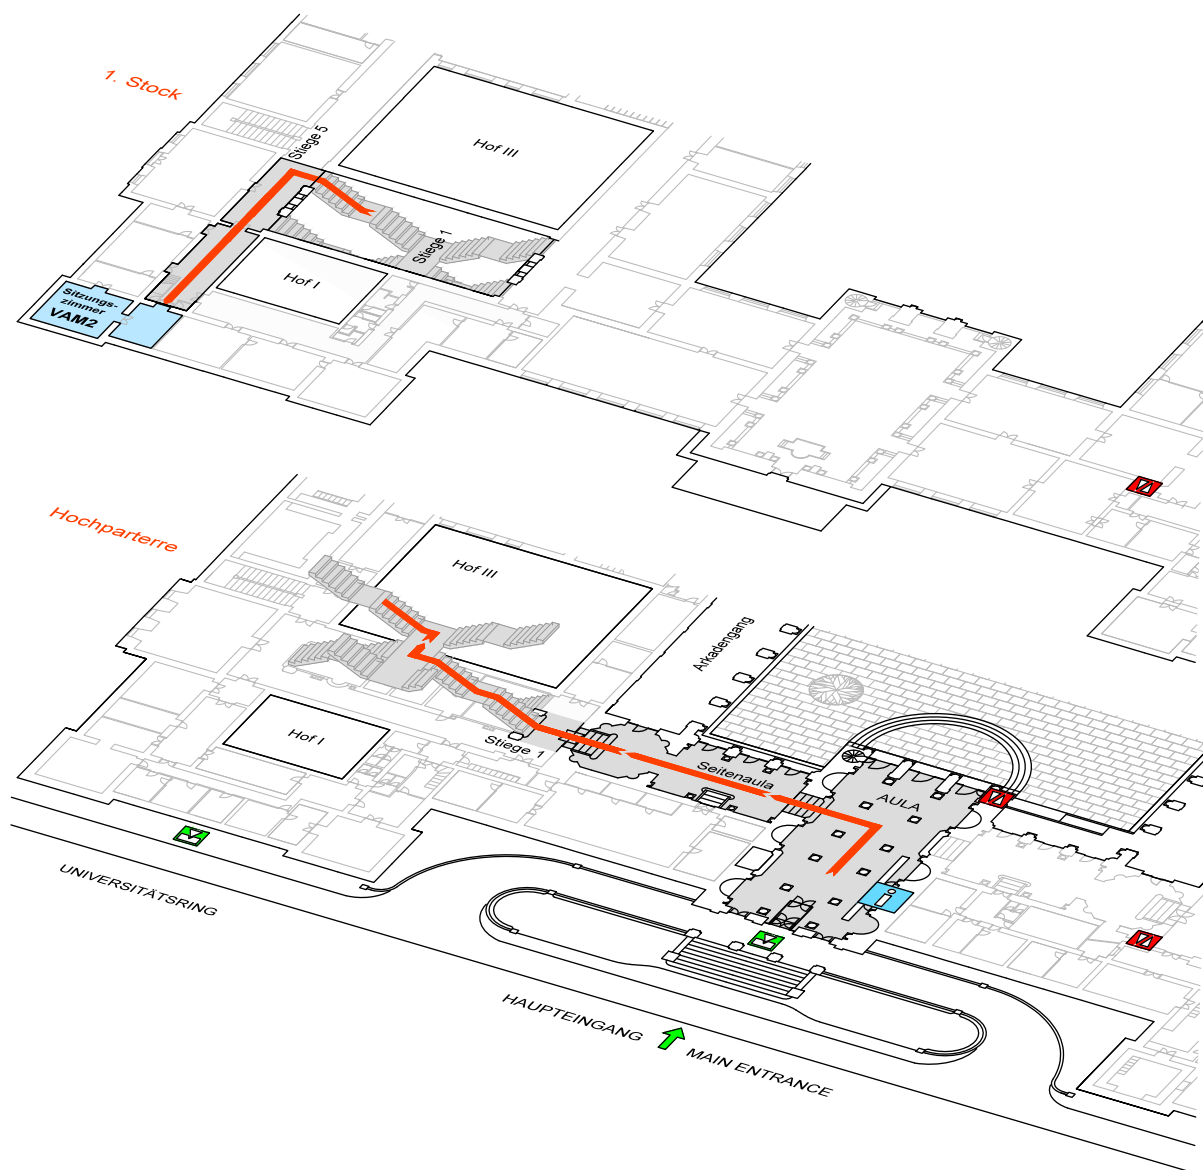 1. Stock
Stiege 5
Hof III
Stiege 1
Hof I
Sitzungs-
zimmer
VAM2
Hochparterre
Hof III
Arkadengang
Hof I
Stiege 1
Seitenaula
AULA
i
UNIVERSITÄTSRING
HAUPTEINGANG
MAIN ENTRANCE